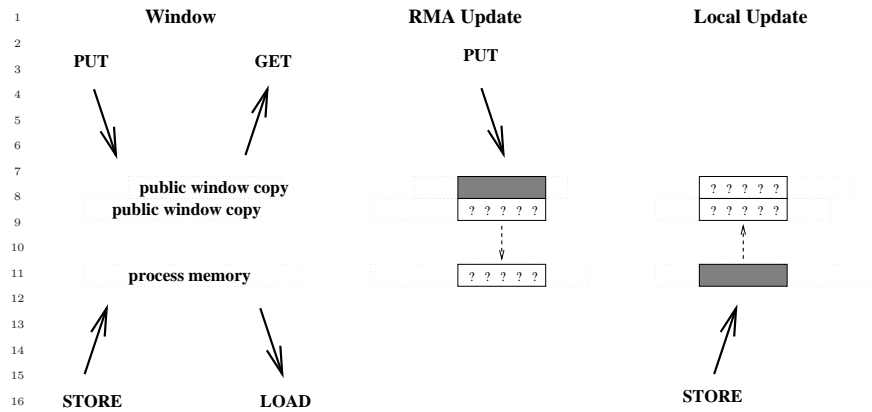 1 Window RMA Update Local Update
2 PUT
3 PUT GET
4
5
6
7
8 public window copy ? ? ? ? ?
9 public window copy ? ? ? ? ? ? ? ? ? ?
10
11 process memory ? ? ? ? ?
12
13
14
15
16 STORE LOAD STORE